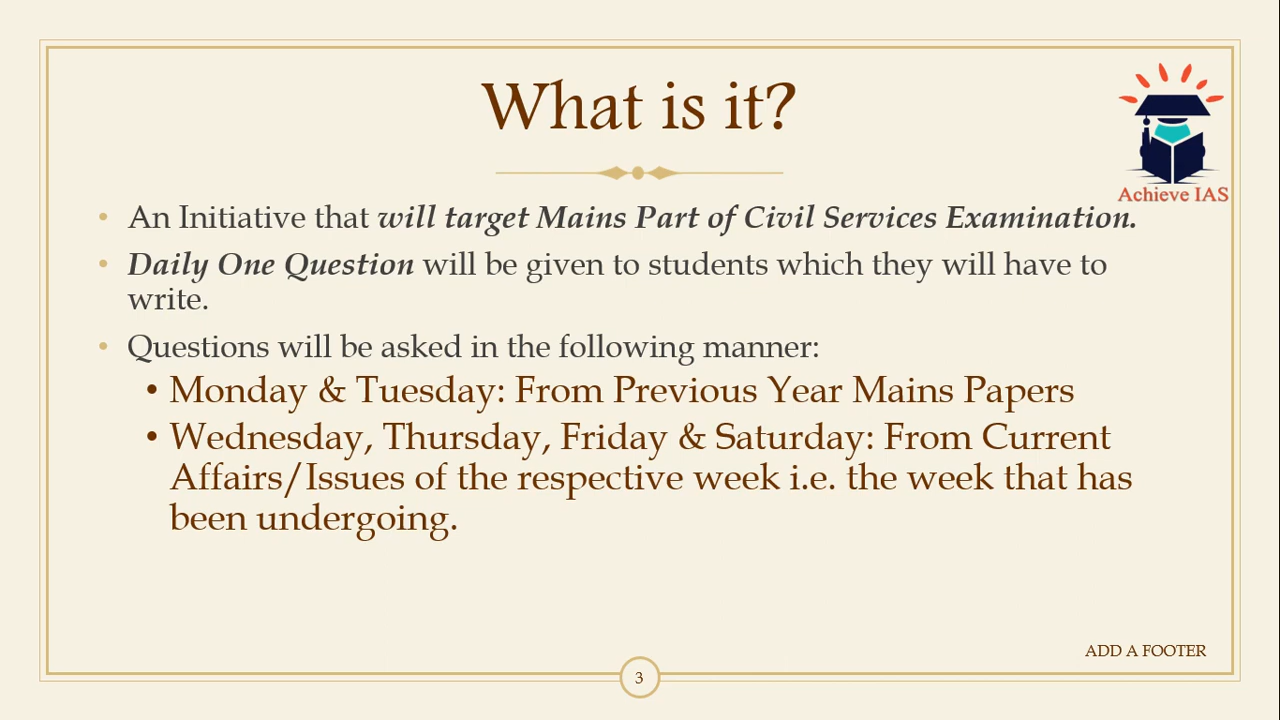 What is it?
Achieve IAS
• An Initiative that will target Mains Part of Civil Services Examination.
• Daily One Question will be given to students which they will have to
write.
• Questions will be asked in the following manner:
• Monday & Tuesday: From Previous Year Mains Papers
• Wednesday, Thursday, Friday & Saturday: From Current
Affairs/Issues of the respective week i.e. the week that has
been undergoing.
ADD A FOOTER
3